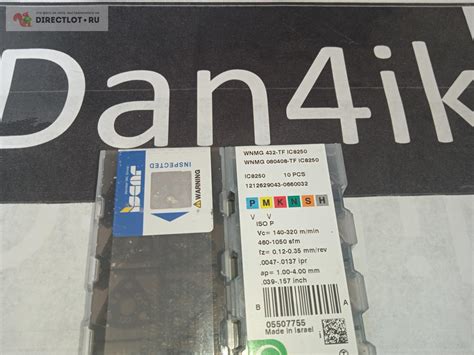 DIRECTLOT.RU
Dan4ik
iscar
INSPECTED
WARNING
WNMG 432-TF IC8250
WNMG 080408-TF IC8250
IC8250 10 PCS
1212629043-0660032
P M K N S H
V V
ISO P
Vc= 140-320 m/min
460-1050 sfm
fz= 0.12-0.35 mm/rev
.0047-.0137 ipr
ap= 1.00-4.00 mm
.039-.157 inch
B A
05507755
Made in Israel